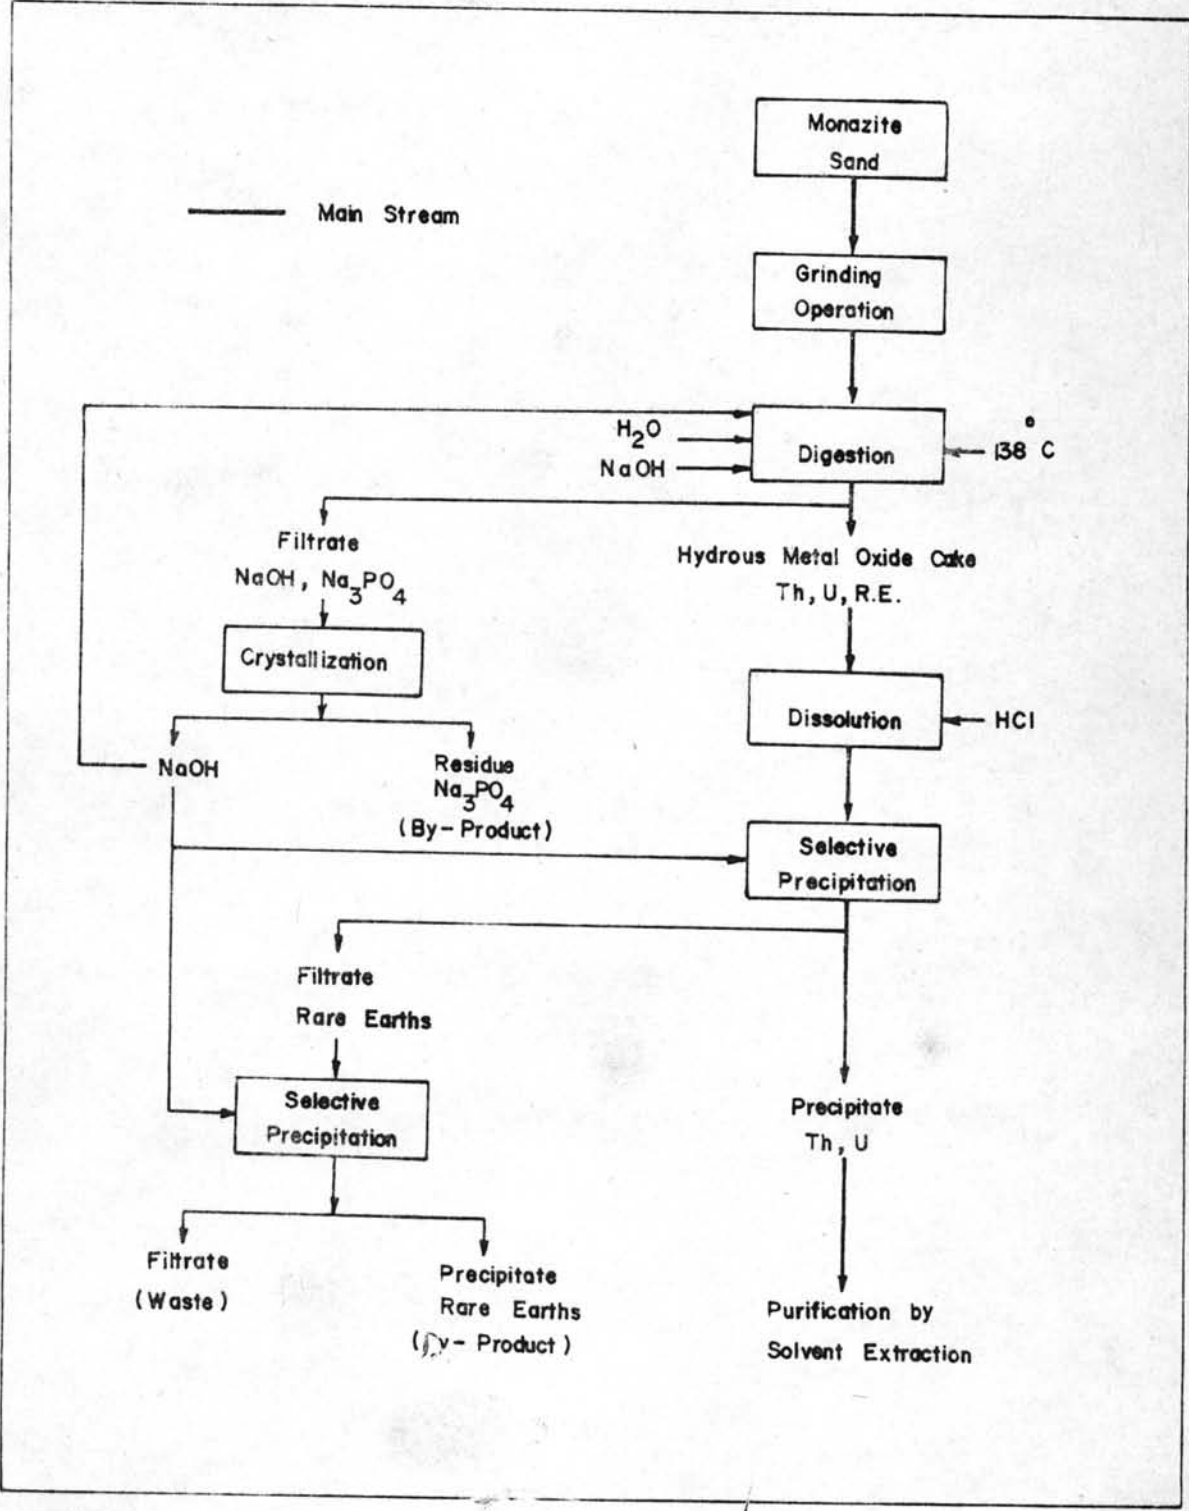 Monazite
Sand
Main Stream
Grinding
Operation
H₂O
NaOH
Digestion
138 °C
Filtrate
NaOH, Na₃PO₄
Hydrous Metal Oxide Cake
Th, U, R.E.
Crystallization
Dissolution
HCl
NaOH
Residue
Na₃PO₄
(By-Product)
Selective
Precipitation
Filtrate
Rare Earths
Selective
Precipitation
Precipitate
Th, U
Filtrate
(Waste)
Precipitate
Rare Earths
(By-Product)
Purification by
Solvent Extraction